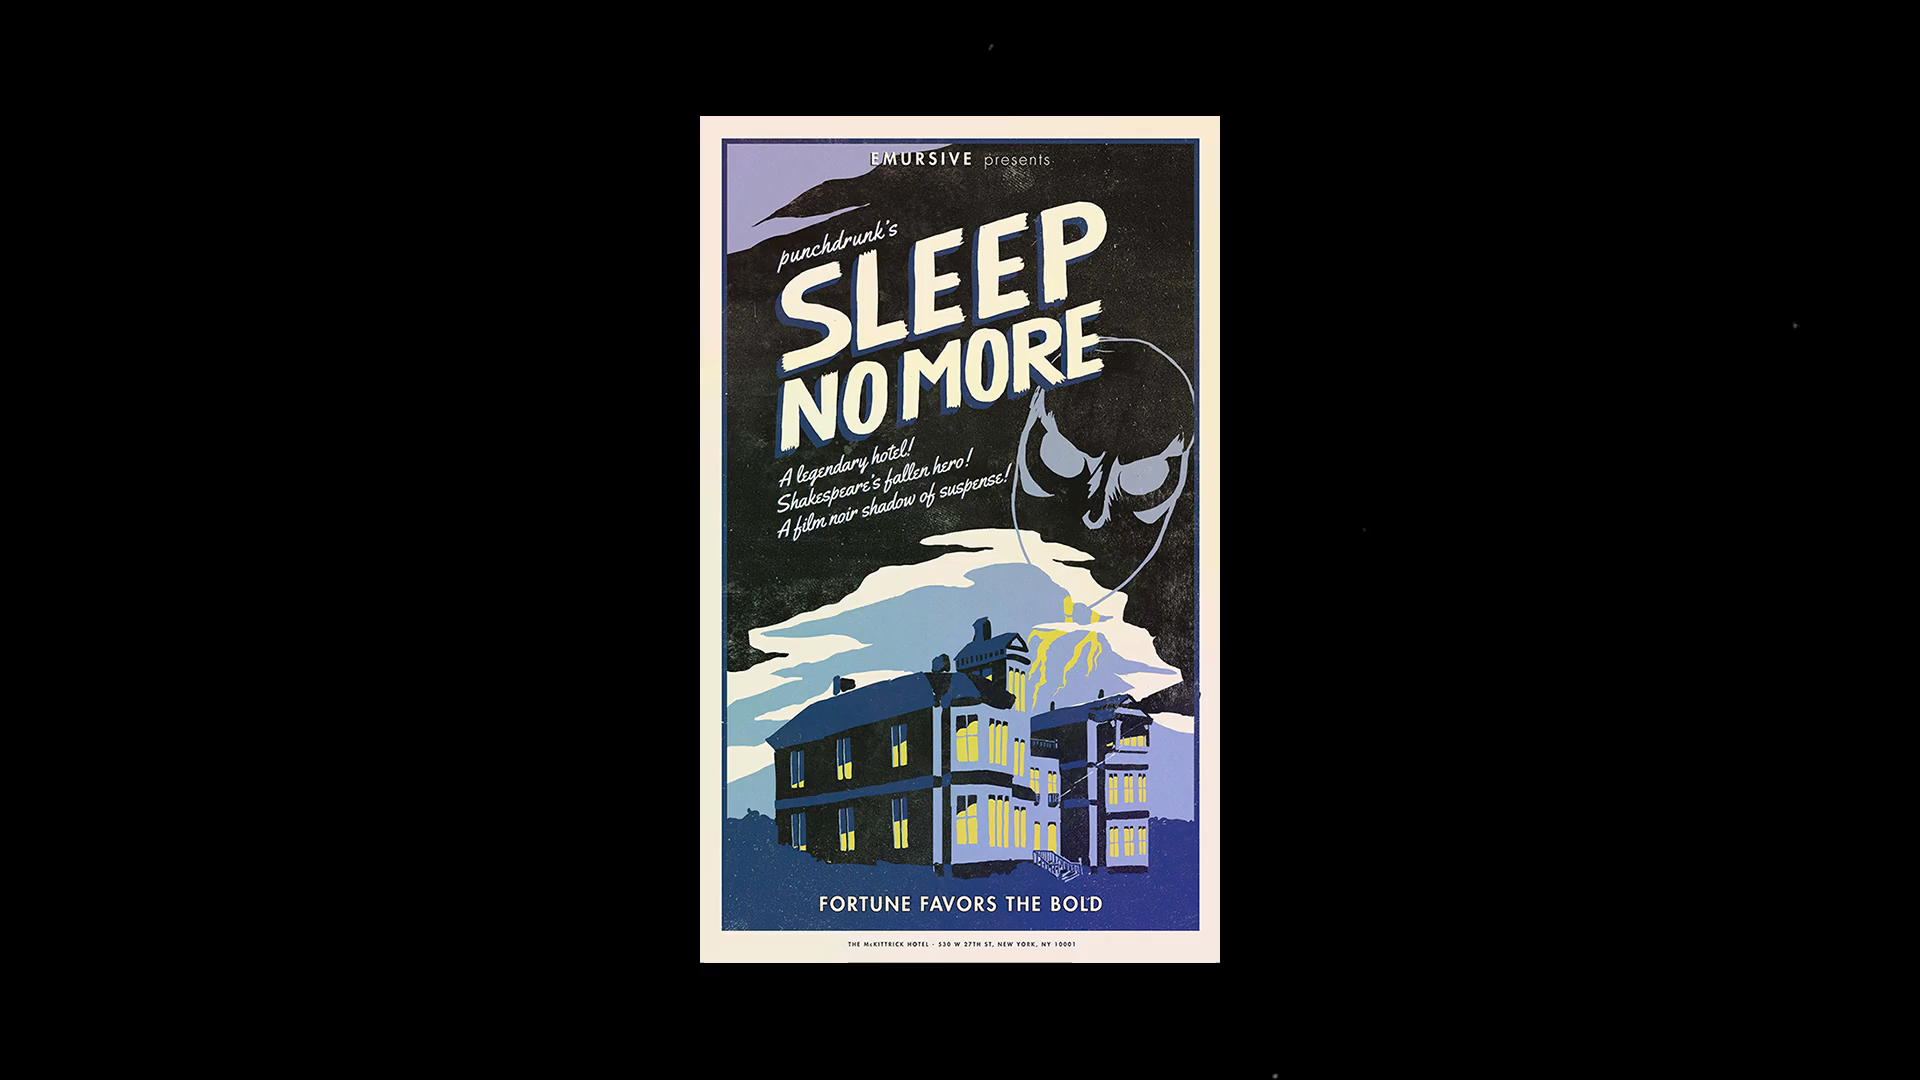 EMURSIVE presents
punchdrunk's
SLEEP
NO MORE
A legendary hotel!
Shakespeare's fallen hero!
A film noir shadow of suspense!
FORTUNE FAVORS THE BOLD
THE McKITTRICK HOTEL - 530 W 27TH ST, NEW YORK, NY 10001